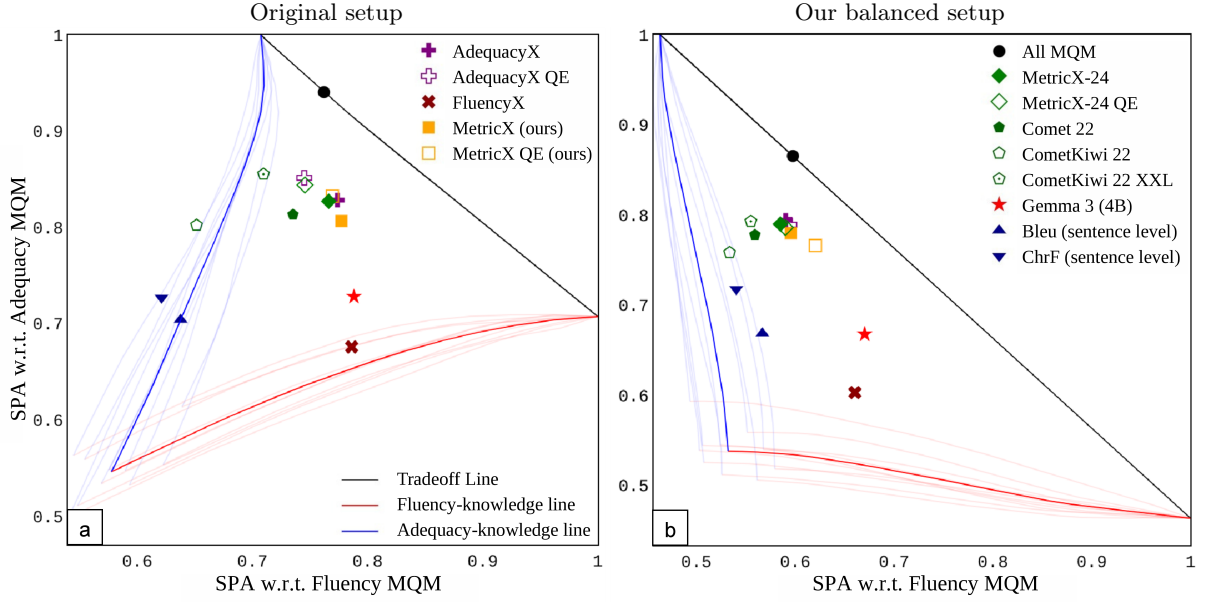 Original setup
SPA w.r.t. Adequacy MQM
1
0.9
0.8
0.7
0.6
0.5
AdequacyX
AdequacyX QE
FluencyX
MetricX (ours)
MetricX QE (ours)
Tradeoff Line
Fluency-knowledge line
Adequacy-knowledge line
a
0.6 0.7 0.8 0.9 1
SPA w.r.t. Fluency MQM
Our balanced setup
1
0.9
0.8
0.7
0.6
0.5
All MQM
MetricX-24
MetricX-24 QE
Comet 22
CometKiwi 22
CometKiwi 22 XXL
Gemma 3 (4B)
Bleu (sentence level)
ChrF (sentence level)
b
0.5 0.6 0.7 0.8 0.9 1
SPA w.r.t. Fluency MQM